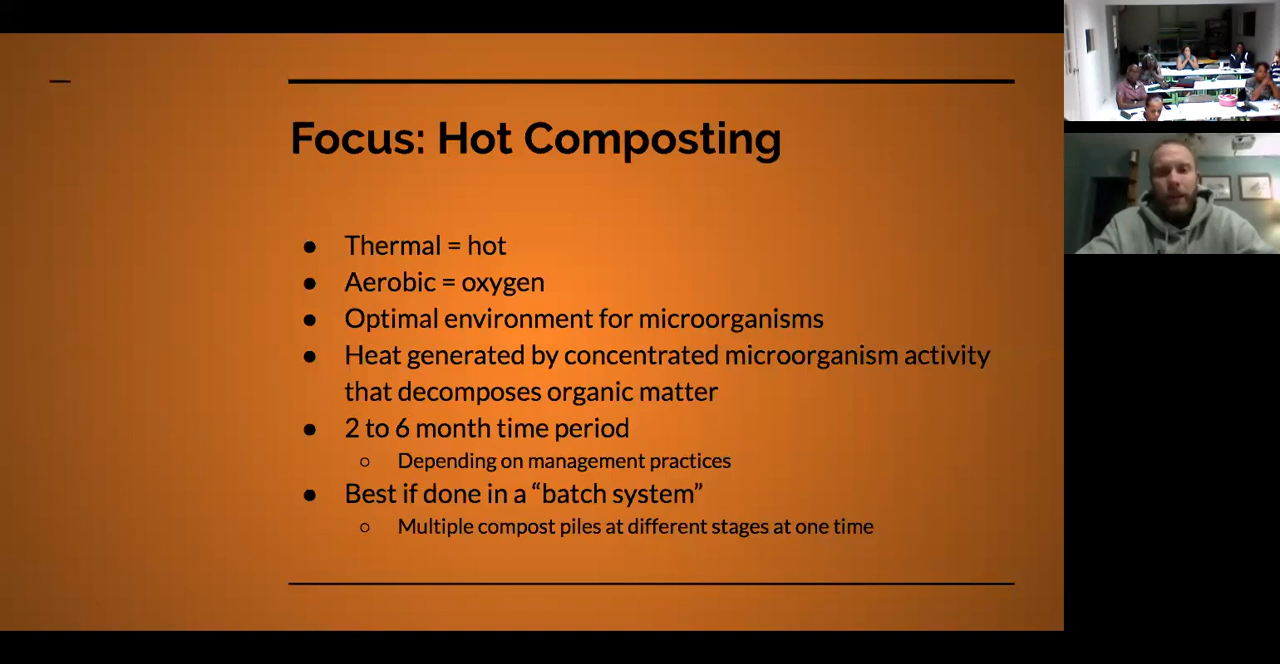 Focus: Hot Composting
● Thermal = hot
● Aerobic = oxygen
● Optimal environment for microorganisms
● Heat generated by concentrated microorganism activity
that decomposes organic matter
● 2 to 6 month time period
○ Depending on management practices
● Best if done in a “batch system”
○ Multiple compost piles at different stages at one time